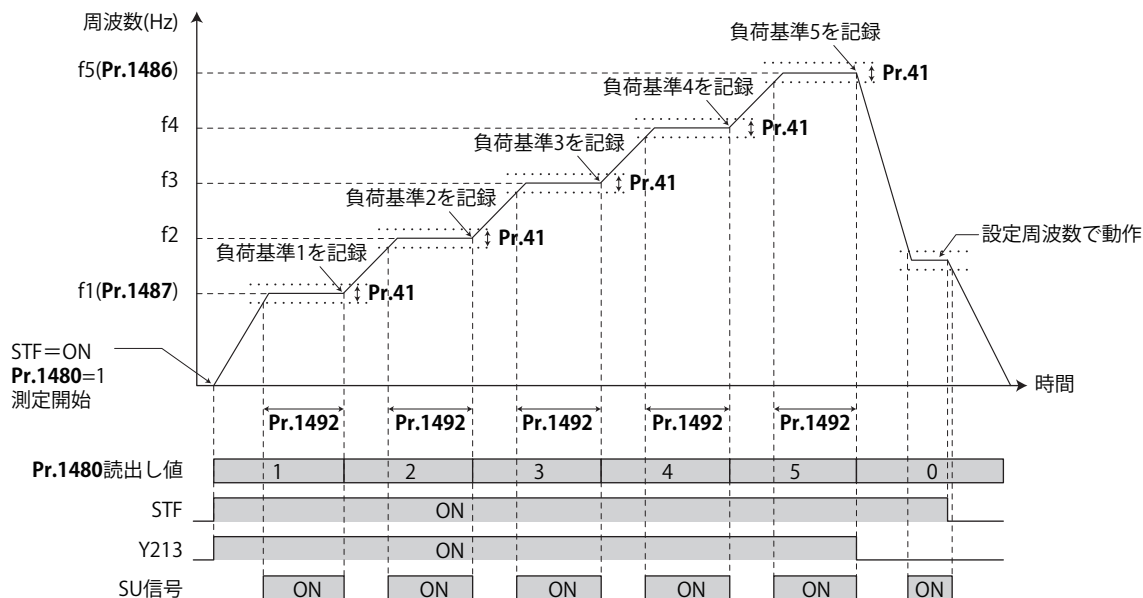 周波数(Hz)
負荷基準5を記録
f5(Pr.1486)
Pr.41
負荷基準4を記録
f4
Pr.41
負荷基準3を記録
f3
Pr.41
負荷基準2を記録
f2
Pr.41
設定周波数で動作
負荷基準1を記録
f1(Pr.1487)
Pr.41
STF=ON
Pr.1480=1
測定開始
時間
Pr.1492 Pr.1492 Pr.1492 Pr.1492 Pr.1492
Pr.1480読出し値 1 2 3 4 5 0
STF ON
Y213 ON
SU信号 ON ON ON ON ON ON